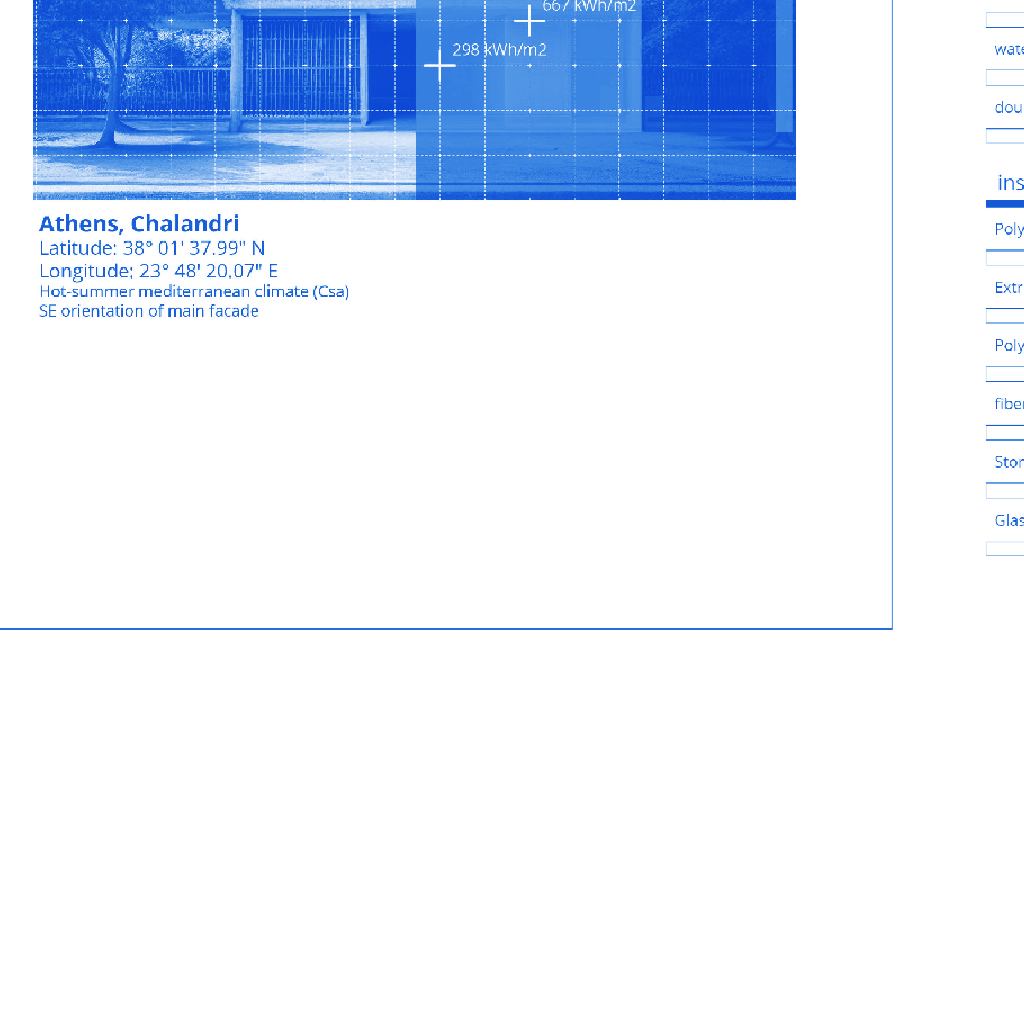 667 kWh/m2
298 kWh/m2
Athens, Chalandri
Latitude: 38° 01' 37.99" N
Longitude: 23° 48' 20.07" E
Hot-summer mediterranean climate (Csa)
SE orientation of main facade
wate
dou
ins
Poly
Extr
Poly
fiber
Ston
Glas